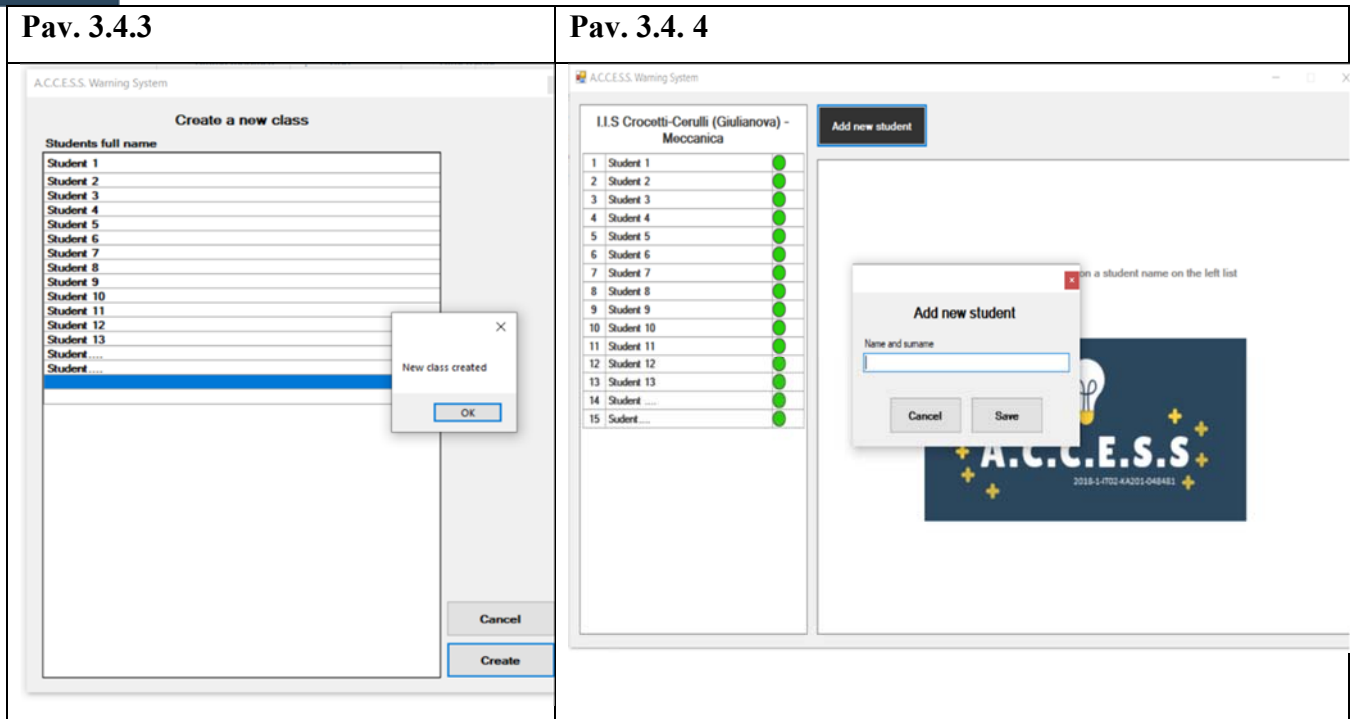 Pav. 3.4.3
A.C.C.E.S.S. Warning System
Create a new class
Students full name
Student 1
Student 2
Student 3
Student 4
Student 5
Student 6
Student 7
Student 8
Student 9
Student 10
Student 11
Student 12
Student 13
Student....
Student....
New class created
OK
Cancel
Create
Pav. 3.4. 4
A.C.C.E.S.S. Warning System
I.I.S Crocetti-Cerulli (Giulianova) -
Meccanica
Add new student
1 Student 1
2 Student 2
3 Student 3
4 Student 4
5 Student 5
6 Student 6
7 Student 7
8 Student 8
9 Student 9
10 Student 10
11 Student 11
12 Student 12
13 Student 13
14 Student .....
15 Sudent....
on a student name on the left list
Add new student
Name and surname
Cancel
Save
A.C.C.E.S.S
2018-1-IT02-KA201-048481